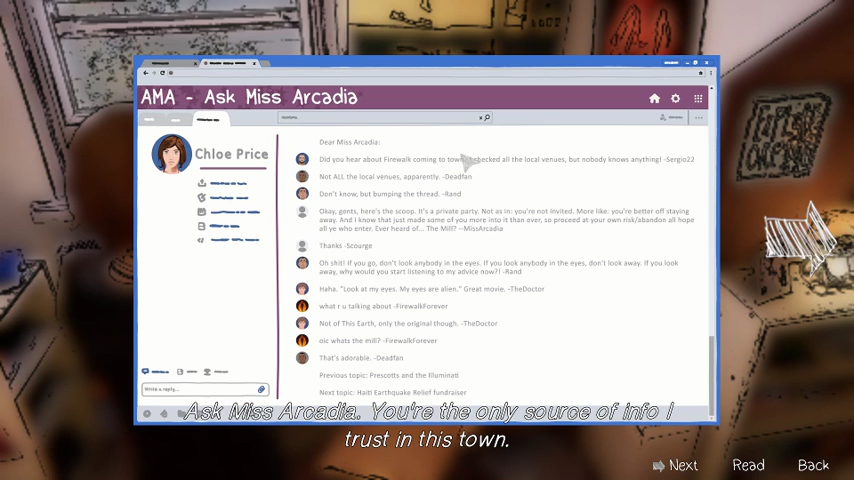 AMA - Ask Miss Arcadia
Chloe Price
Dear Miss Arcadia:
Did you hear about Firewalk coming to town, checked all the local venues, but nobody knows anything! -Sergio22
Not ALL the local venues, apparently. -Deadfan
Don't know, but bumping the thread. -Rand
Okay, gents, here's the scoop. It's a private party. Not as in: you're not invited. More like: you're better off staying
away. And I know that just made some of you more into it than ever, so proceed at your own risk/abandon all hope
all ye who enter. Ever heard of... The Mill? --MissArcadia
Thanks -Scourge
Oh shit! If you go, don't look anybody in the eyes. If you look anybody in the eyes, don't look away. If you look
away, why would you start listening to my advice now?! -Rand
Haha. "Look at my eyes. My eyes are alien." Great movie. -TheDoctor
what r u talking about -FirewalkForever
Not of This Earth, only the original though. -TheDoctor
oic whats the mill? -FirewalkForever
That's adorable. -Deadfan
Previous topic: Prescotts and the Illuminati
Next topic: Haiti Earthquake Relief fundraiser
Write a reply...
Ask Miss Arcadia. You're the only source of info I
trust in this town.
Next Read Back